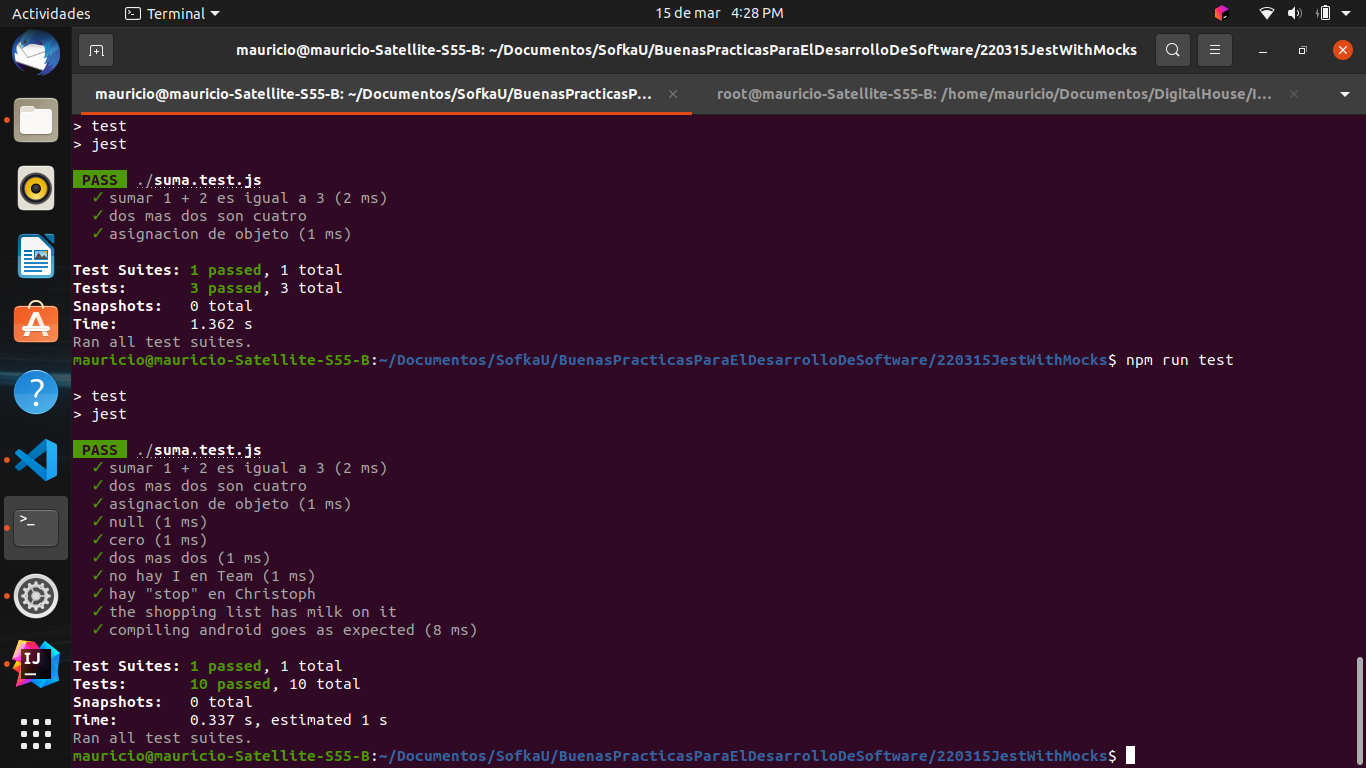 Actividades
Terminal
15 de mar 4:28 PM
mauricio@mauricio-Satellite-S55-B: ~/Documentos/SofkaU/BuenasPracticasParaElDesarrolloDeSoftware/220315JestWithMocks
mauricio@mauricio-Satellite-S55-B: ~/Documentos/SofkaU/BuenasPracticasP...
root@mauricio-Satellite-S55-B: /home/mauricio/Documentos/DigitalHouse/I...
> test
> jest
PASS ./suma.test.js
✓ sumar 1 + 2 es igual a 3 (2 ms)
✓ dos mas dos son cuatro
✓ asignacion de objeto (1 ms)
Test Suites: 1 passed, 1 total
Tests: 3 passed, 3 total
Snapshots: 0 total
Time: 1.362 s
Ran all test suites.
mauricio@mauricio-Satellite-S55-B:~/Documentos/SofkaU/BuenasPracticasParaElDesarrolloDeSoftware/220315JestWithMocks$ npm run test
> test
> jest
PASS ./suma.test.js
✓ sumar 1 + 2 es igual a 3 (2 ms)
✓ dos mas dos son cuatro
✓ asignacion de objeto (1 ms)
✓ null (1 ms)
✓ cero (1 ms)
✓ dos mas dos (1 ms)
✓ no hay I en Team (1 ms)
✓ hay "stop" en Christoph
✓ the shopping list has milk on it
✓ compiling android goes as expected (8 ms)
Test Suites: 1 passed, 1 total
Tests: 10 passed, 10 total
Snapshots: 0 total
Time: 0.337 s, estimated 1 s
Ran all test suites.
mauricio@mauricio-Satellite-S55-B:~/Documentos/SofkaU/BuenasPracticasParaElDesarrolloDeSoftware/220315JestWithMocks$
IJ